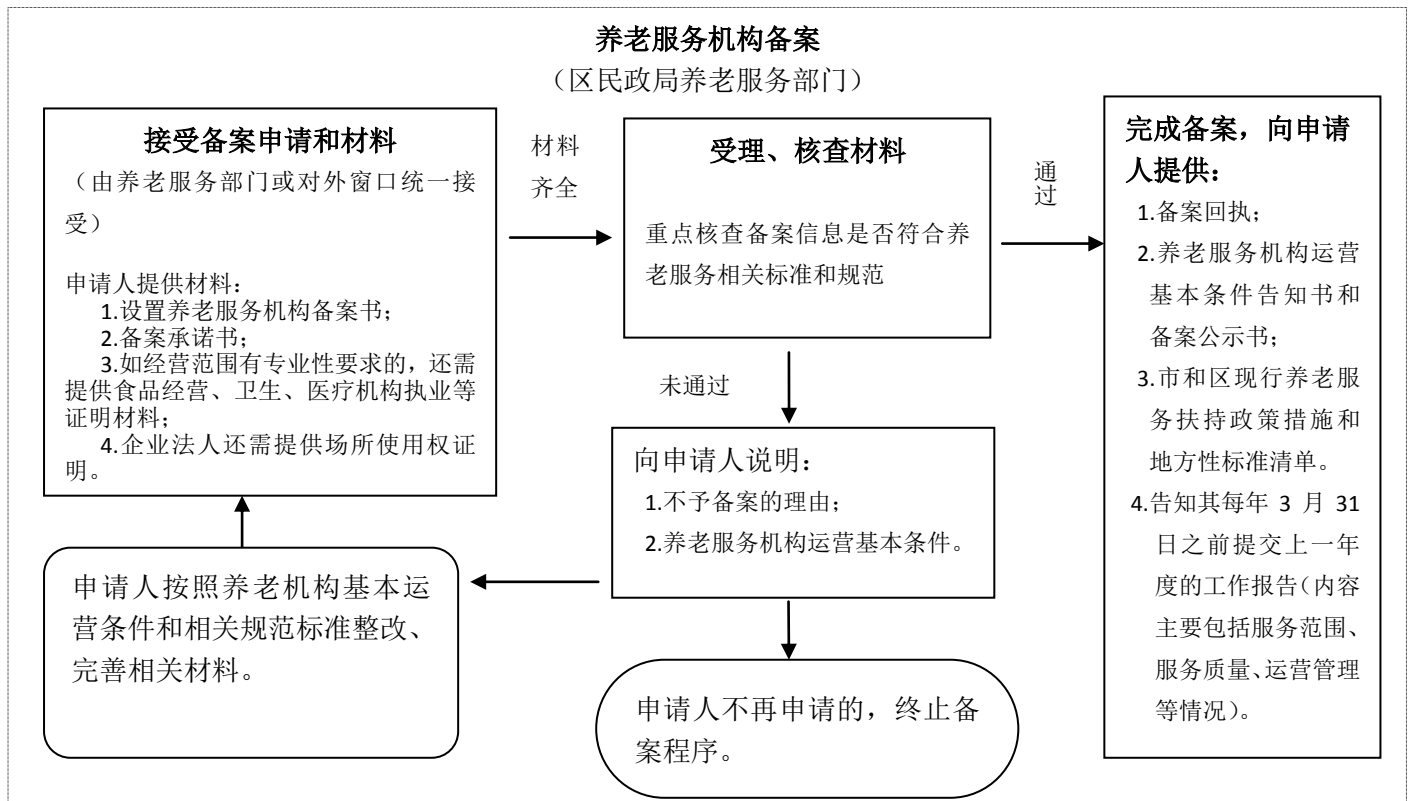 养老服务机构备案
（区民政局养老服务部门）
接受备案申请和材料
（由养老服务部门或对外窗口统一接
受）
申请人提供材料：
1.设置养老服务机构备案书；
2.备案承诺书；
3.如经营范围有专业性要求的，还需
提供食品经营、卫生、医疗机构执业等
证明材料；
4.企业法人还需提供场所使用权证
明。
材料
齐全
受理、核查材料
重点核查备案信息是否符合养
老服务相关标准和规范
通
过
完成备案，向申请
人提供：
1.备案回执；
2.养老服务机构运营
基本条件告知书和
备案公示书；
3.市和区现行养老服
务扶持政策措施和
地方性标准清单。
4.告知其每年 3 月 31
日之前提交上一年
度的工作报告（内容
主要包括服务范围、
服务质量、运营管理
等情况）。
未通过
向申请人说明：
1.不予备案的理由；
2.养老服务机构运营基本条件。
申请人按照养老机构基本运
营条件和相关规范标准整改、
完善相关材料。
申请人不再申请的，终止备
案程序。